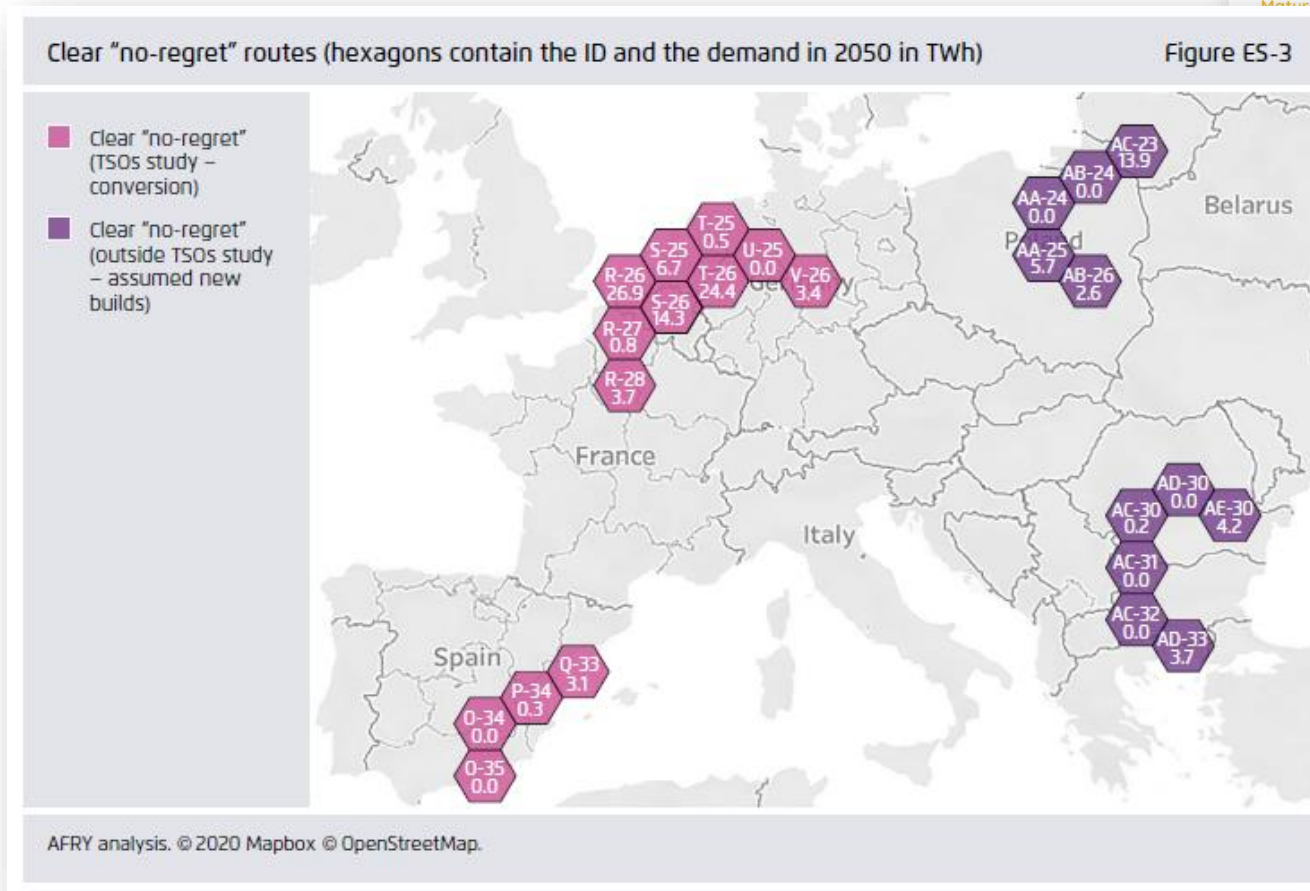 Clear "no-regret" routes (hexagons contain the ID and the demand in 2050 in TWh)
Figure ES-3
Clear "no-regret"
(TSOs study –
conversion)
Clear "no-regret"
(outside TSOs study
– assumed new
builds)
AC-23
13.9
AB-24
0.0
AA-24
0.0
Belarus
AA-25
5.7
AB-26
2.6
T-25
0.5
S-25
6.7
U-25
0.0
R-26
26.9
T-26
24.4
V-26
3.4
S-26
14.3
R-27
0.8
R-28
3.7
France
Italy
Spain
AD-30
0.0
AC-30
0.2
AE-30
4.2
AC-31
0.0
AC-32
0.0
AD-33
3.7
Q-33
3.1
P-34
0.3
O-34
0.0
O-35
0.0
AFRY analysis. © 2020 Mapbox © OpenStreetMap.